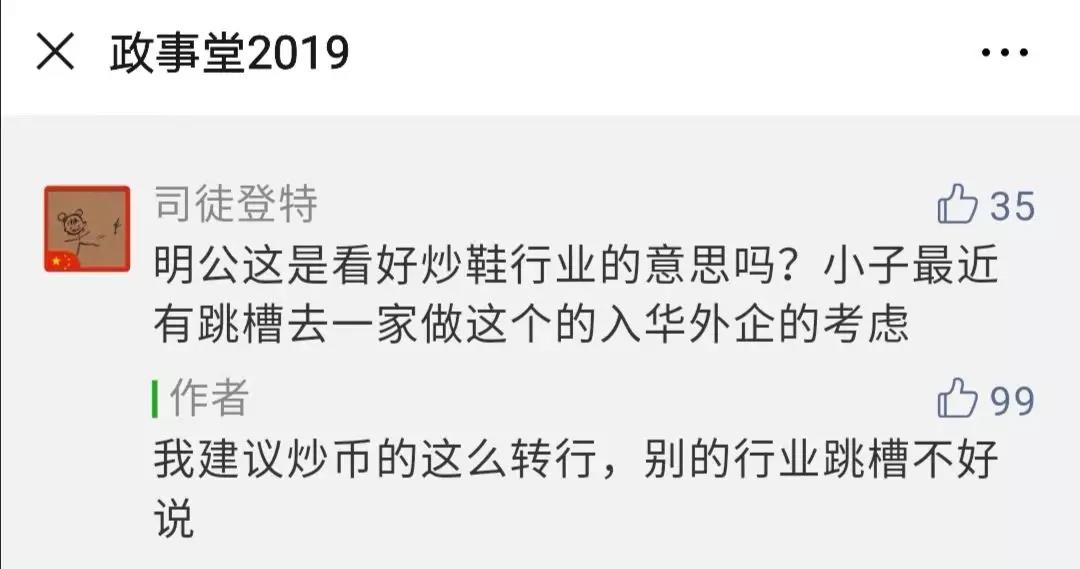 政事堂2019
司徒登特
35
明公这是看好炒鞋行业的意思吗？小子最近
有跳槽去一家做这个的入华外企的考虑
作者
99
我建议炒币的这么转行，别的行业跳槽不好
说